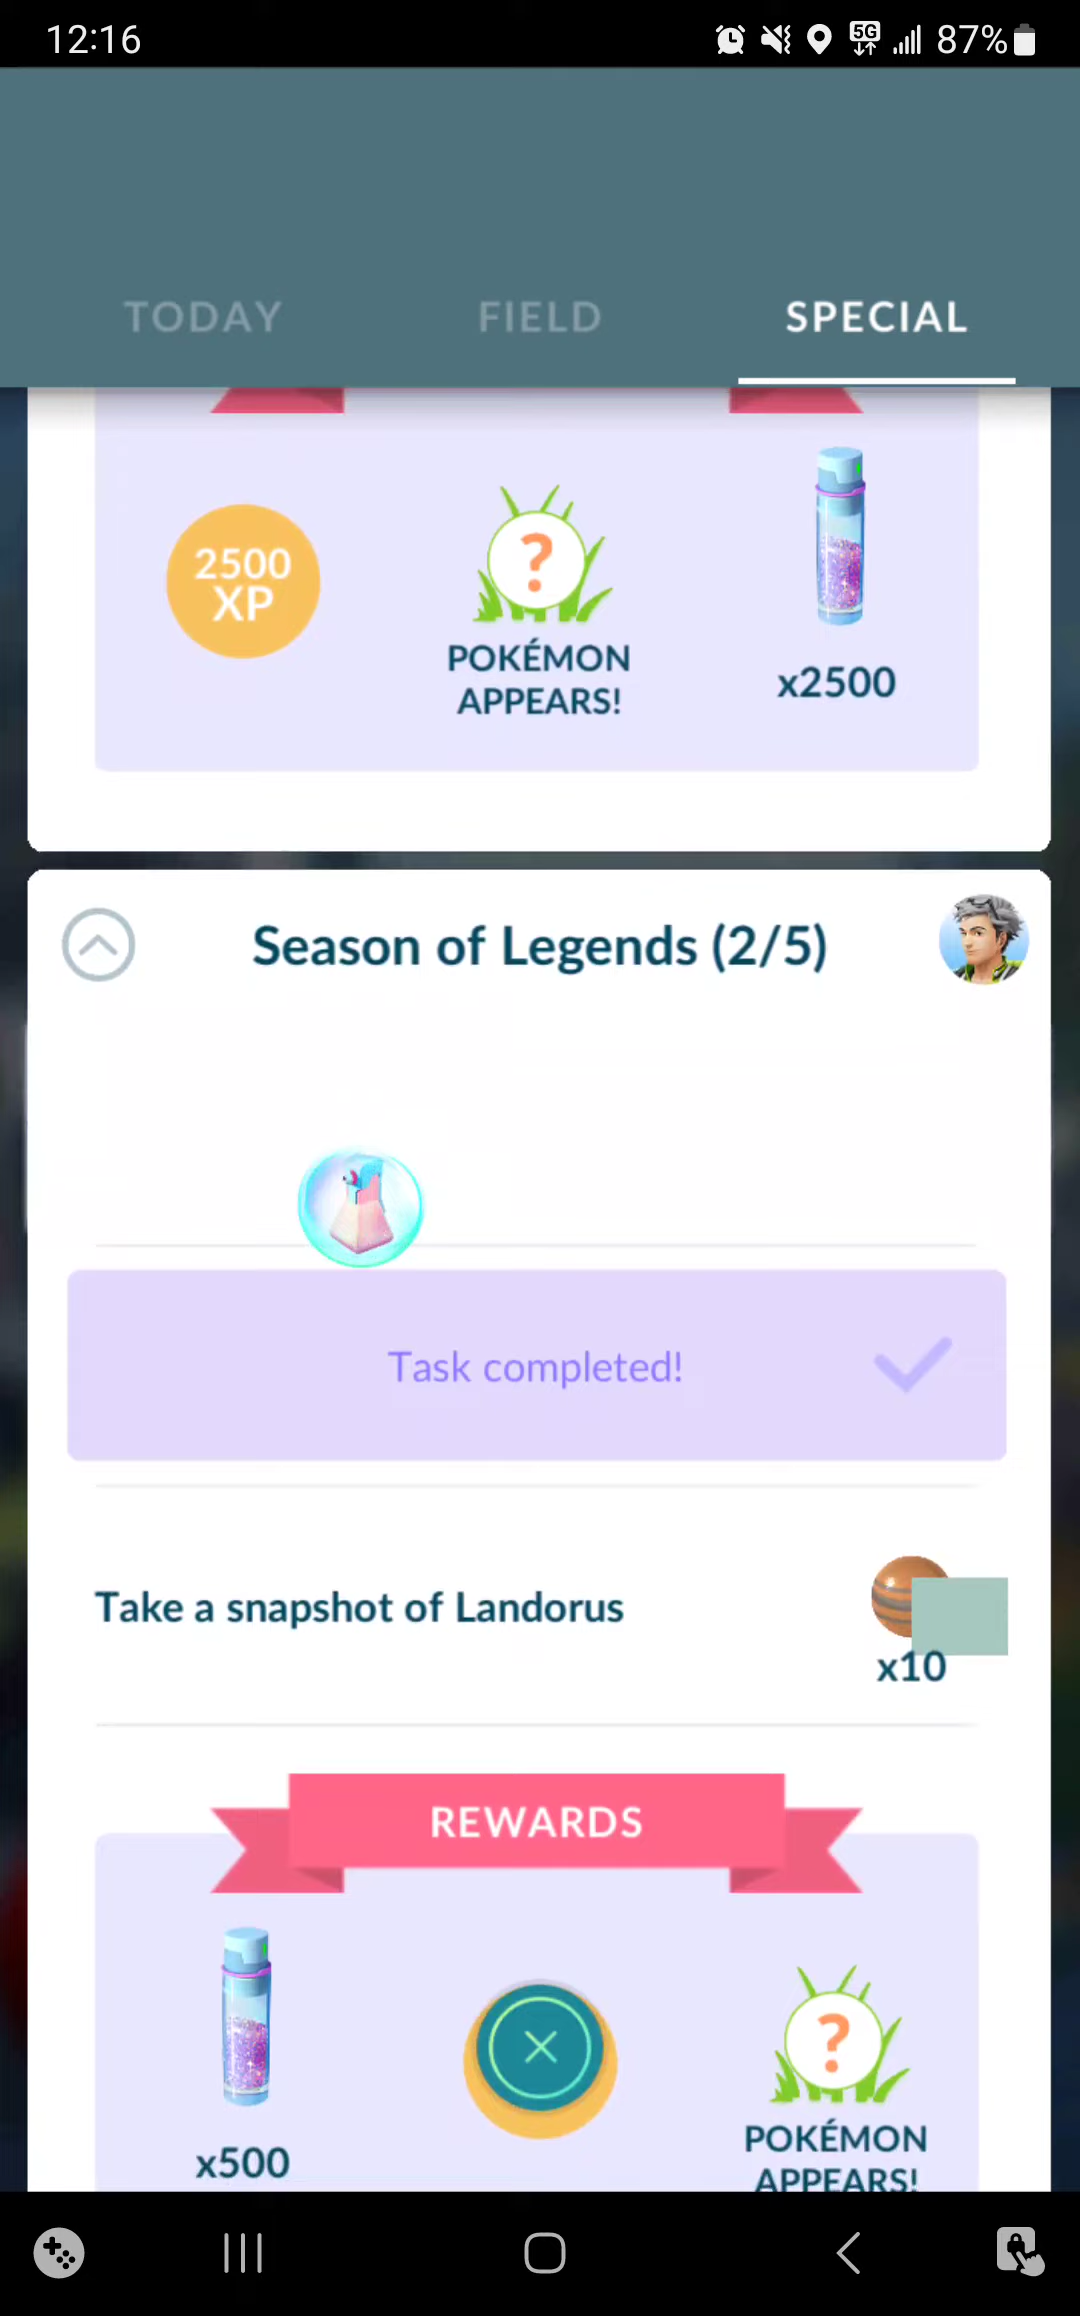 12:16
5G
87%
TODAY
FIELD
SPECIAL
2500
XP
POKÉMON
APPEARS!
x2500
Season of Legends (2/5)
Task completed!
Take a snapshot of Landorus
x10
REWARDS
x500
POKÉMON
APPEARS!